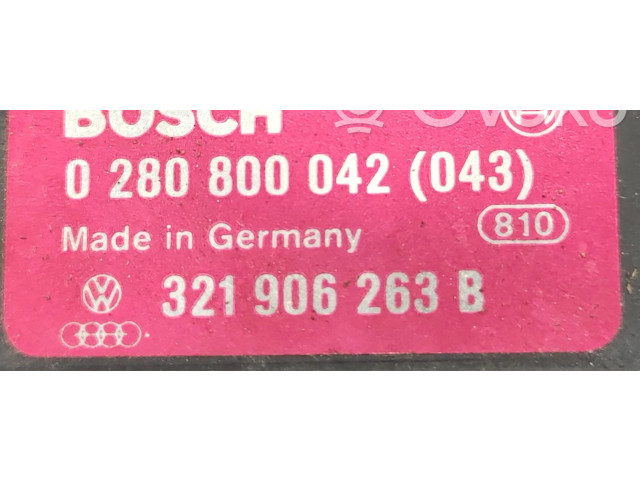 BOSCH
0 280 800 042 (043)
Made in Germany
810
321 906 263 B